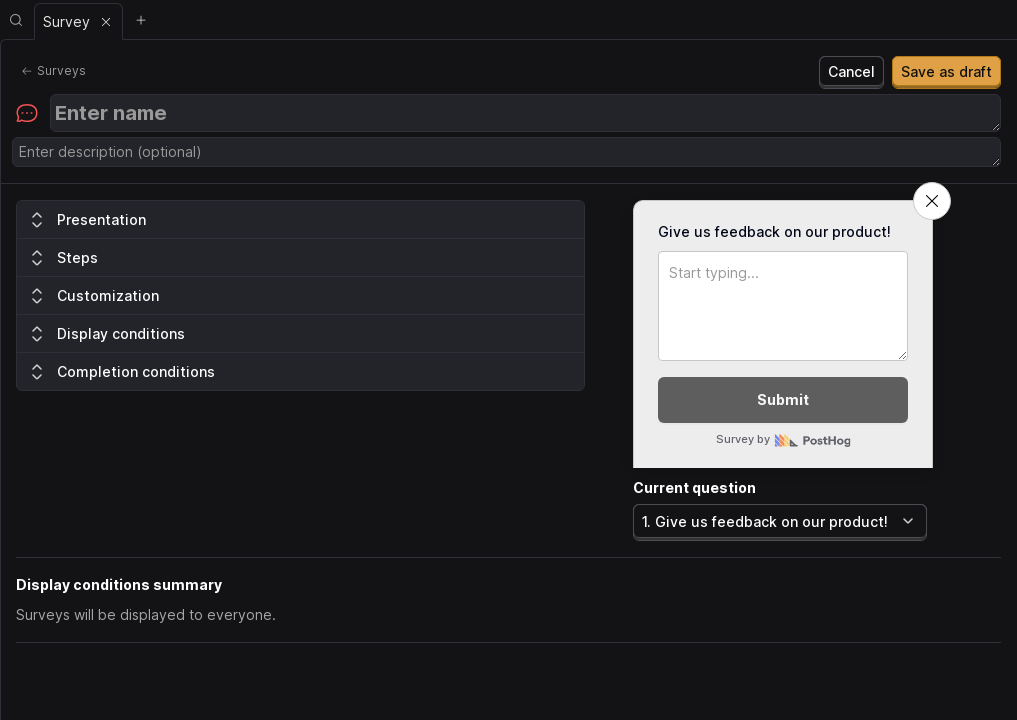 Survey
Surveys
Cancel
Save as draft
Enter name
Enter description (optional)
Presentation
Steps
Customization
Display conditions
Completion conditions
Give us feedback on our product!
Start typing...
Submit
Survey by PostHog
Current question
1. Give us feedback on our product!
Display conditions summary
Surveys will be displayed to everyone.